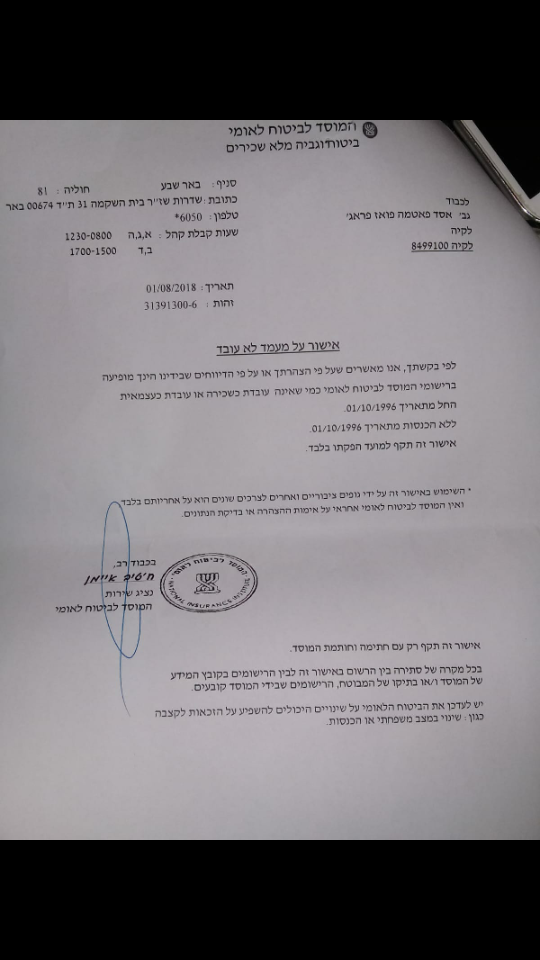 המוסד לביטוח לאומי
ביטוח וגביה מלא שכירים
סניף : באר שבע חוליה : 81
כתובת : שדרות שז"ר בית השקמה 31 ת"ד 00674 באר
טלפון : 6050*
שעות קבלת קהל : א,ג,ה 1230-0800
ב,ד 1700-1500
לכבוד
גב' אסד פאטמה פואז פראג'
לקיה
לקיה 8499100
תאריך : 01/08/2018
זהות : 31391300-6
אישור על מעמד לא עובד
לפי בקשתך, אנו מאשרים שעל פי הצהרתך או על פי הדיווחים שבידינו הינך מופיעה
ברישומי המוסד לביטוח לאומי כמי שאינה עובדת כשכירה או עובדת כעצמאית
החל מתאריך 01/10/1996.
ללא הכנסות מתאריך 01/10/1996.
אישור זה תקף למועד הפקתו בלבד.
* השימוש באישור זה על ידי גופים ציבוריים ואחרים לצרכים שונים הוא על אחריותם בלבד
ואין המוסד לביטוח לאומי אחראי על אימות ההצהרה או בדיקת הנתונים.
בכבוד רב,
ח'טיב איימן
נציג שירות
המוסד לביטוח לאומי
המוסד לביטוח לאומי
NATIONAL INSURANCE INSTITUTE
אישור זה תקף רק עם חתימה וחותמת המוסד.
בכל מקרה של סתירה בין הרשום באישור זה לבין הרישומים בקובץ המידע
של המוסד ו/או בתיקו של המבוטח, הרישומים שבידי המוסד קובעים.
יש לעדכן את הביטוח הלאומי על שינויים היכולים להשפיע על הזכאות לקצבה
כגון : שינוי במצב משפחתי או הכנסות.